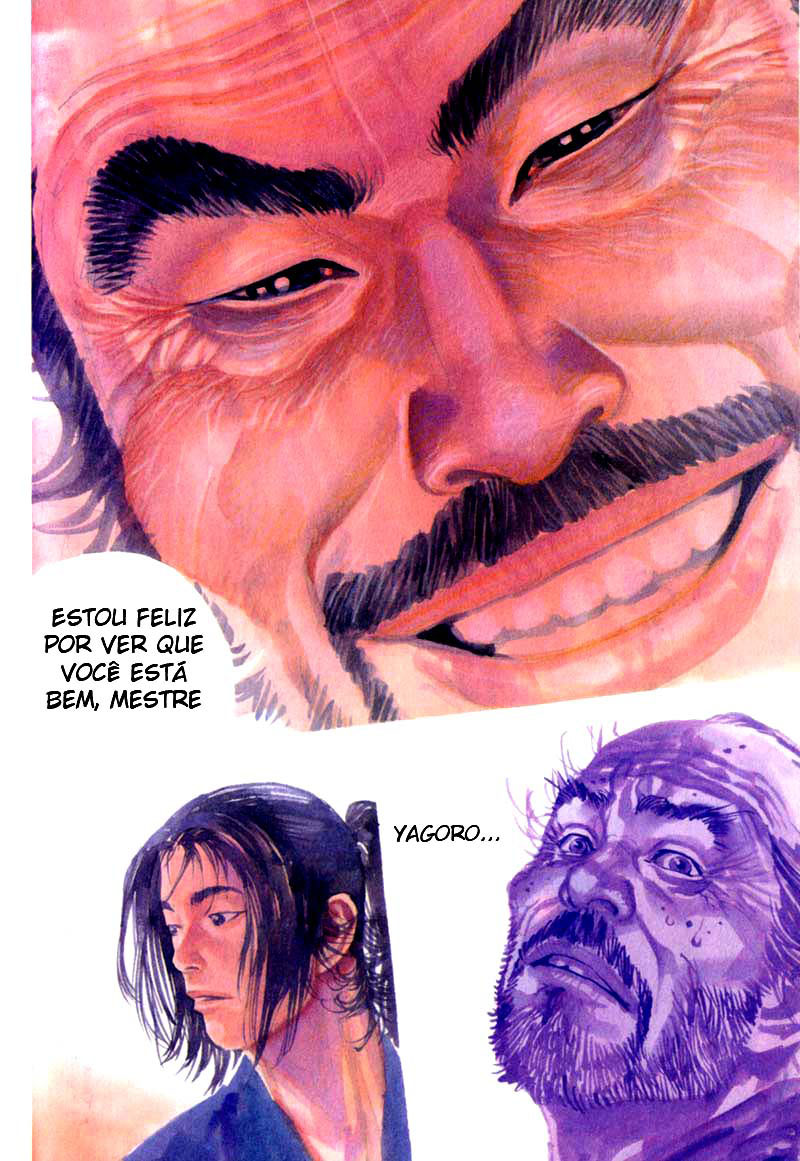 ESTOU FELIZ
POR VER QUE
VOCÊ ESTÁ
BEM, MESTRE
YAGORO...